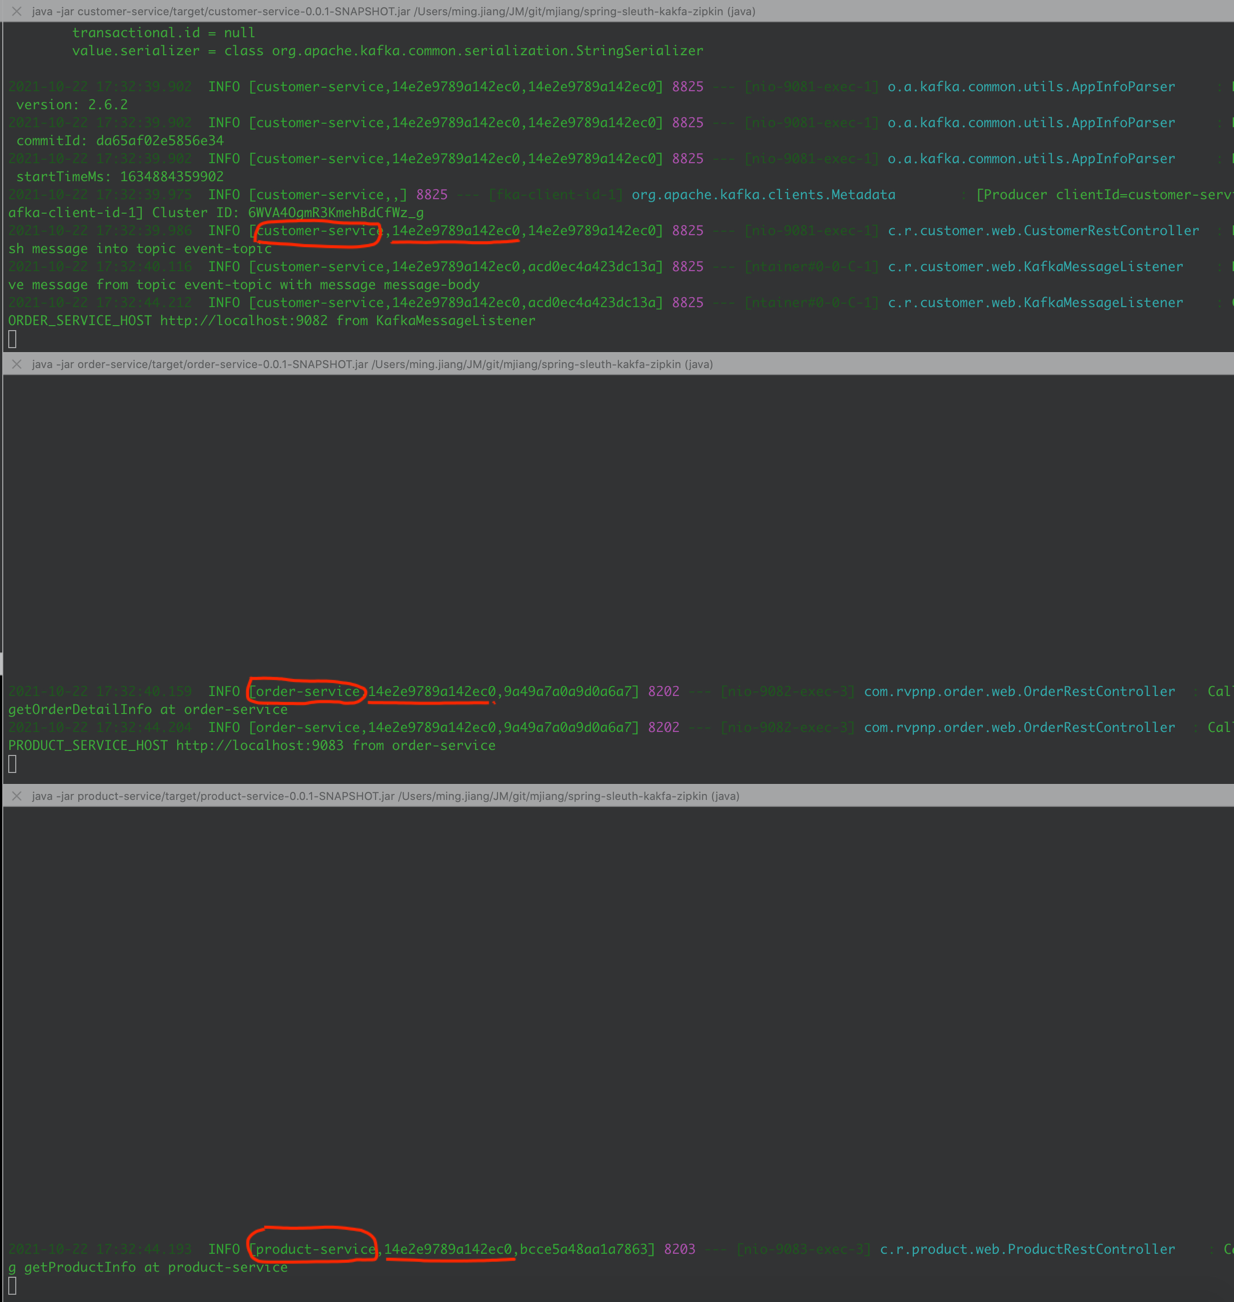 java -jar customer-service/target/customer-service-0.0.1-SNAPSHOT.jar /Users/ming.jiang/JM/git/mjiang/spring-sleuth-kakfa-zipkin (java)
transactional.id = null
value.serializer = class org.apache.kafka.common.serialization.StringSerializer
2021-10-22 17:32:39.902 INFO [customer-service,14e2e9789a142ec0,14e2e9789a142ec0] 8825 --- [nio-9081-exec-1] o.a.kafka.common.utils.AppInfoParser :
version: 2.6.2
2021-10-22 17:32:39.902 INFO [customer-service,14e2e9789a142ec0,14e2e9789a142ec0] 8825 --- [nio-9081-exec-1] o.a.kafka.common.utils.AppInfoParser :
commitId: da65af02e5856e34
2021-10-22 17:32:39.902 INFO [customer-service,14e2e9789a142ec0,14e2e9789a142ec0] 8825 --- [nio-9081-exec-1] o.a.kafka.common.utils.AppInfoParser :
startTimeMs: 1634884359902
2021-10-22 17:32:39.975 INFO [customer-service,,] 8825 --- [fka-client-id-1] org.apache.kafka.clients.Metadata : [Producer clientId=customer-serv
afka-client-id-1] Cluster ID: 6WVA4OgmR3KmehBdCfWz_g
2021-10-22 17:32:39.986 INFO [customer-service,14e2e9789a142ec0,14e2e9789a142ec0] 8825 --- [nio-9081-exec-1] c.r.customer.web.CustomerRestController :
sh message into topic event-topic
2021-10-22 17:32:40.116 INFO [customer-service,14e2e9789a142ec0,acd0ec4a423dc13a] 8825 --- [ntainer#0-0-C-1] c.r.customer.web.KafkaMessageListener :
ve message from topic event-topic with message message-body
2021-10-22 17:32:44.212 INFO [customer-service,14e2e9789a142ec0,acd0ec4a423dc13a] 8825 --- [ntainer#0-0-C-1] c.r.customer.web.KafkaMessageListener :
ORDER_SERVICE_HOST http://localhost:9082 from KafkaMessageListener
java -jar order-service/target/order-service-0.0.1-SNAPSHOT.jar /Users/ming.jiang/JM/git/mjiang/spring-sleuth-kakfa-zipkin (java)
2021-10-22 17:32:40.159 INFO [order-service,14e2e9789a142ec0,9a49a7a0a9d0a6a7] 8202 --- [nio-9082-exec-3] com.rvpnp.order.web.OrderRestController : Cal
getOrderDetailInfo at order-service
2021-10-22 17:32:44.204 INFO [order-service,14e2e9789a142ec0,9a49a7a0a9d0a6a7] 8202 --- [nio-9082-exec-3] com.rvpnp.order.web.OrderRestController : Cal
PRODUCT_SERVICE_HOST http://localhost:9083 from order-service
java -jar product-service/target/product-service-0.0.1-SNAPSHOT.jar /Users/ming.jiang/JM/git/mjiang/spring-sleuth-kakfa-zipkin (java)
2021-10-22 17:32:44.193 INFO [product-service,14e2e9789a142ec0,bcce5a48aa1a7863] 8203 --- [nio-9083-exec-3] c.r.product.web.ProductRestController : C
g getProductInfo at product-service